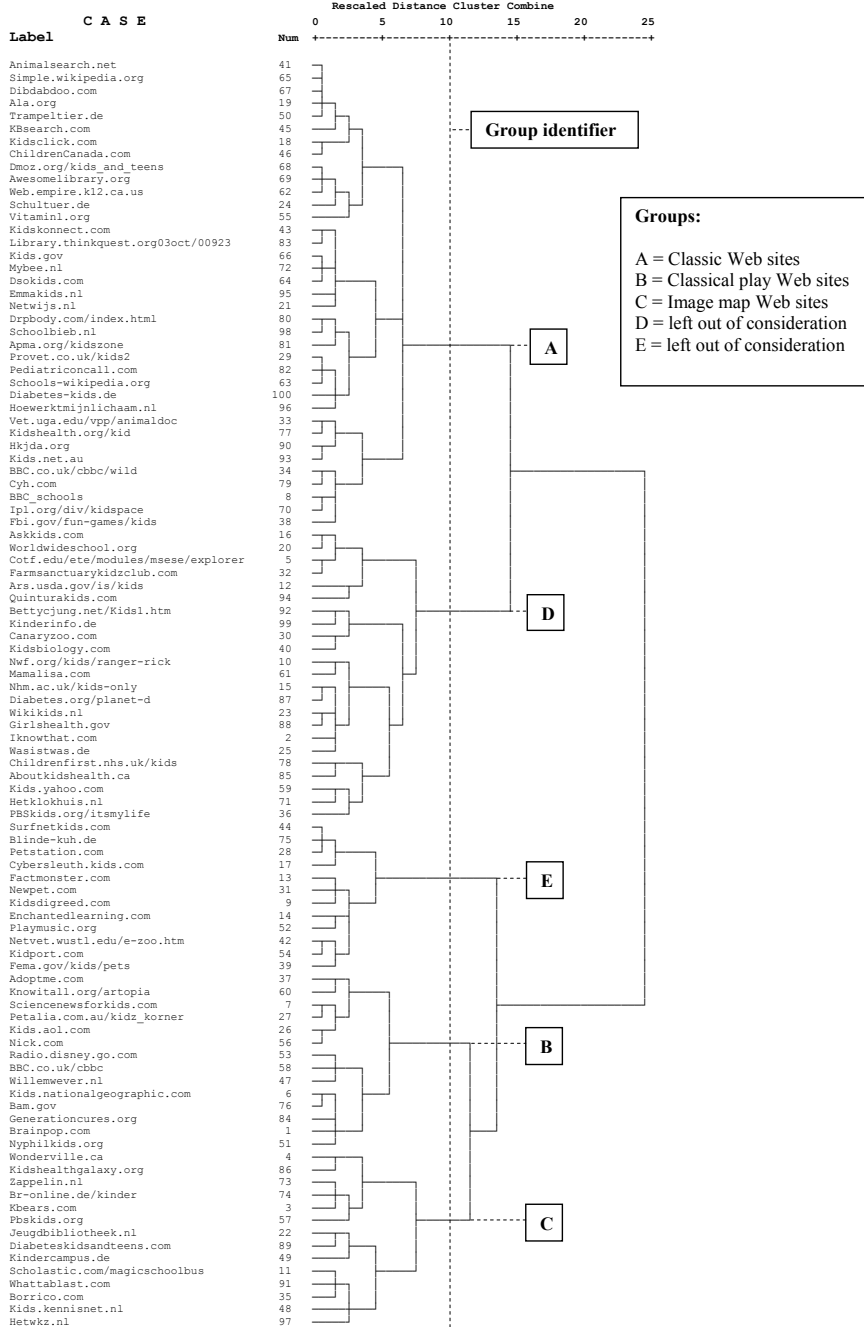 Rescaled Distance Cluster Combine
C A S E 0 5 10 15 20 25
Label Num +---------+---------+---------+---------+---------+
Animalsearch.net 41
Simple.wikipedia.org 65
Dibdabdoo.com 67
Ala.org 19
Trampeltier.de 50
KBsearch.com 45
Group identifier
Kidsclick.com 18
ChildrenCanada.com 46
Dmoz.org/kids_and_teens 68
Awesomelibrary.org 69
Web.empire.k12.ca.us 62
Schultuer.de 24
Vitamin1.org 55
Groups:
Kidskonnect.com 43
Library.thinkquest.org03oct/00923 83
Kids.gov 66
A = Classic Web sites
Mybee.nl 72
Dsokids.com 64
B = Classical play Web sites
Emmakids.nl 95
C = Image map Web sites
Netwijs.nl 21
Drpbody.com/index.html 80
D = left out of consideration
Schoolbieb.nl 98
Apma.org/kidszone 81
E = left out of consideration
A
Provet.co.uk/kids2 29
Pediatriconcall.com 82
Schools-wikipedia.org 63
Diabetes-kids.de 100
Hoewerktmijnlichaam.nl 96
Vet.uga.edu/vpp/animaldoc 33
Kidshealth.org/kid 77
Hkjda.org 90
Kids.net.au 93
BBC.co.uk/cbbc/wild 34
Cyh.com 79
BBC_schools 8
Ipl.org/div/kidspace 70
Fbi.gov/fun-games/kids 38
Askkids.com 16
Worldwideschool.org 20
Cotf.edu/ete/modules/msese/explorer 5
Farmsanctuarykidzclub.com 32
Ars.usda.gov/is/kids 12
Quinturakids.com 94
Bettycjung.net/Kids1.htm 92
D
Kinderinfo.de 99
Canaryzoo.com 30
Kidsbiology.com 40
Nwf.org/kids/ranger-rick 10
Mamalisa.com 61
Nhm.ac.uk/kids-only 15
Diabetes.org/planet-d 87
Wikikids.nl 23
Girlshealth.gov 88
Iknowthat.com 2
Wasistwas.de 25
Childrenfirst.nhs.uk/kids 78
Aboutkidshealth.ca 85
Kids.yahoo.com 59
Hetklokhuis.nl 71
PBSkids.org/itsmylife 36
Surfnetkids.com 44
Blinde-kuh.de 75
Petstation.com 28
Cybersleuth.kids.com 17
Factmonster.com 13
E
Newpet.com 31
Kidsdigreed.com 9
Enchantedlearning.com 14
Playmusic.org 52
Netvet.wustl.edu/e-zoo.htm 42
Kidport.com 54
Fema.gov/kids/pets 39
Adoptme.com 37
Knowitall.org/artopia 60
Sciencenewsforkids.com 7
Petalia.com.au/kidz_korner 27
Kids.aol.com 26
Nick.com 56
B
Radio.disney.go.com 53
BBC.co.uk/cbbc 58
Willemwever.nl 47
Kids.nationalgeographic.com 6
Bam.gov 76
Generationcures.org 84
Brainpop.com 1
Nyphilkids.org 51
Wonderville.ca 4
Kidshealthgalaxy.org 86
Zappelin.nl 73
Br-online.de/kinder 74
Kbears.com 3
Pbskids.org 57
C
Jeugdbibliotheek.nl 22
Diabeteskidsandteens.com 89
Kindercampus.de 49
Scholastic.com/magicschoolbus 11
Whattablast.com 91
Borrico.com 35
Kids.kennisnet.nl 48
Hetwkz.nl 97